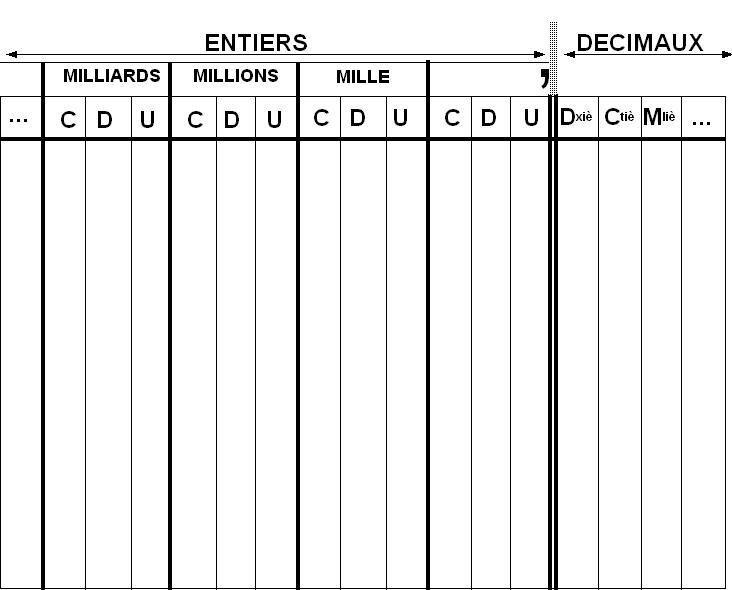 ENTIERS DECIMAUX
MILLIARDS MILLIONS MILLE ,
... C D U C D U C D U C D U Dxiè Ctiè Mliè ...